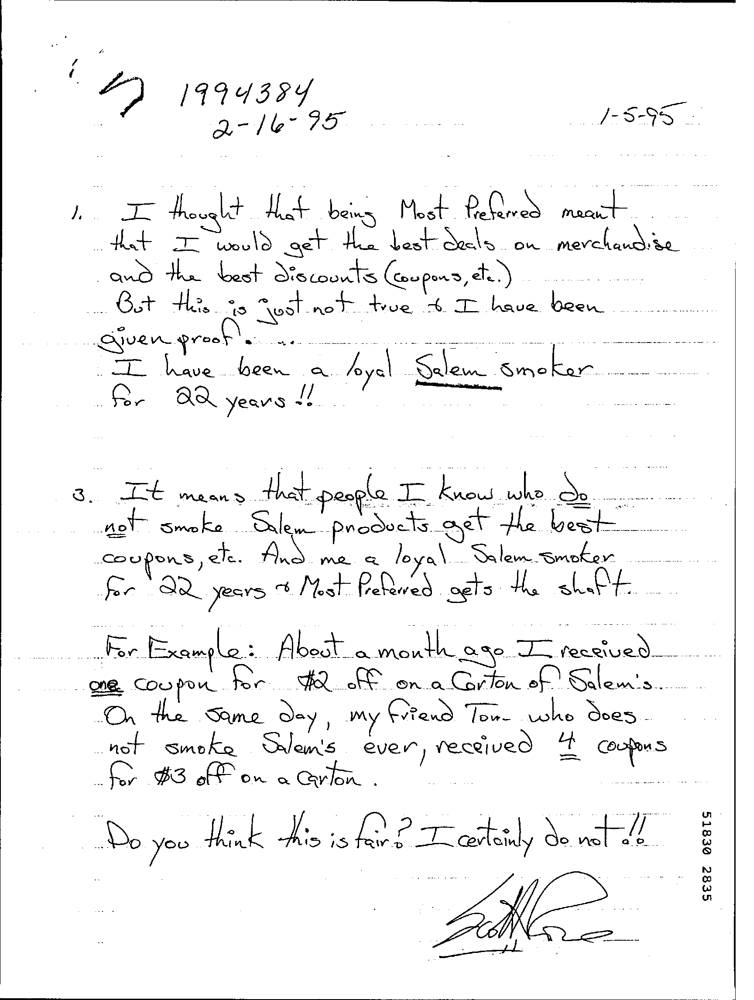 1994384
2-16-95
1-5-95
1. I thought that being Most Preferred meant
that I would get the best deals on merchandise
and the best discounts (coupons, etc.)
But this is just not true & I have been
given proof.
I have been a loyal Salem smoker
for 22 years!!
3. It means that people I know who do
not smoke Salem products get the best
coupons, etc. And me a loyal Salem smoker
for 22 years & Most Preferred gets the shaft.
For Example: About a month ago I received
one coupon for $2 off on a Carton of Salem's.
On the same day, my friend Tom - who does
not smoke Salem's ever, received 4 coupons
for $3 off on a carton.
Do you think this is fair? I certainly do not!!
Scott
51830 2835